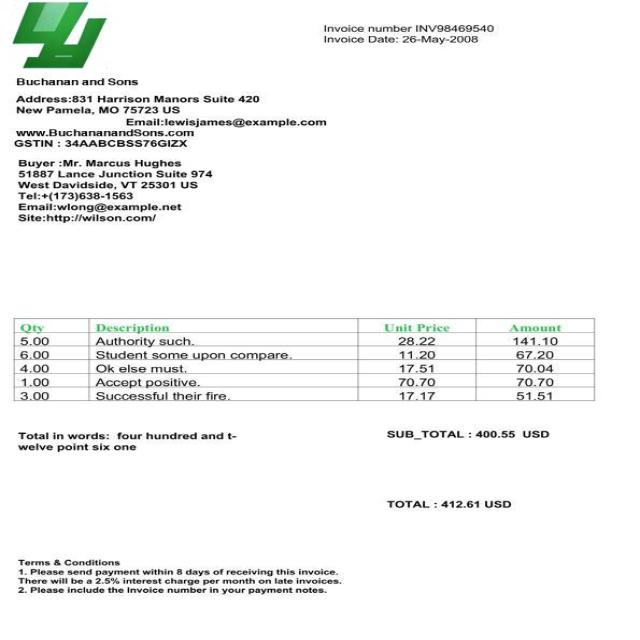 Invoice number INV98469540
Invoice Date: 26-May-2008
Buchanan and Sons
Address:831 Harrison Manors Suite 420
New Pamela, MO 75723 US
Email:lewisjames@example.com
www.BuchananandSons.com
GSTIN : 34AABCBSS76GIZX
Buyer :Mr. Marcus Hughes
51887 Lance Junction Suite 974
West Davidside, VT 25301 US
Tel:+(173)638-1563
Email:wlong@example.net
Site:http://wilson.com/
Qty Description Unit Price Amount
5.00 Authority such. 28.22 141.10
6.00 Student some upon compare. 11.20 67.20
4.00 Ok else must. 17.51 70.04
1.00 Accept positive. 70.70 70.70
3.00 Successful their fire. 17.17 51.51
Total in words: four hundred and t-
welve point six one
SUB_TOTAL : 400.55 USD
TOTAL : 412.61 USD
Terms & Conditions
1. Please send payment within 8 days of receiving this invoice.
There will be a 2.5% interest charge per month on late invoices.
2. Please include the Invoice number in your payment notes.